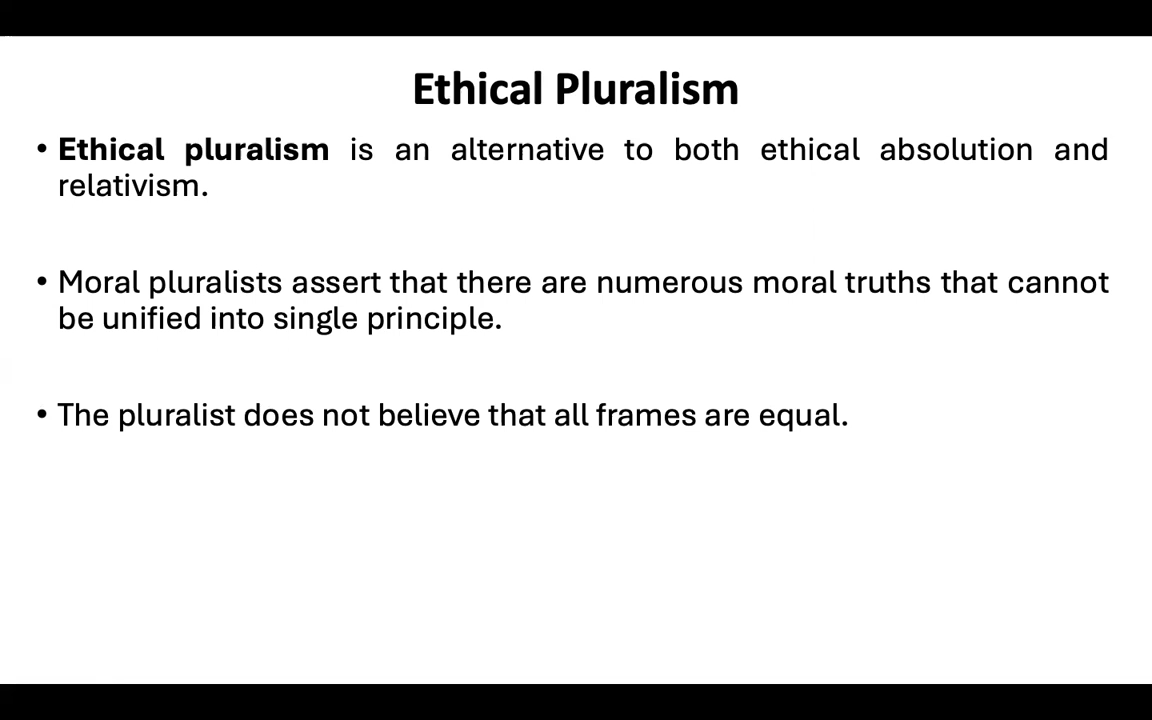 Ethical Pluralism
• Ethical pluralism is an alternative to both ethical absolution and
relativism.
• Moral pluralists assert that there are numerous moral truths that cannot
be unified into single principle.
• The pluralist does not believe that all frames are equal.